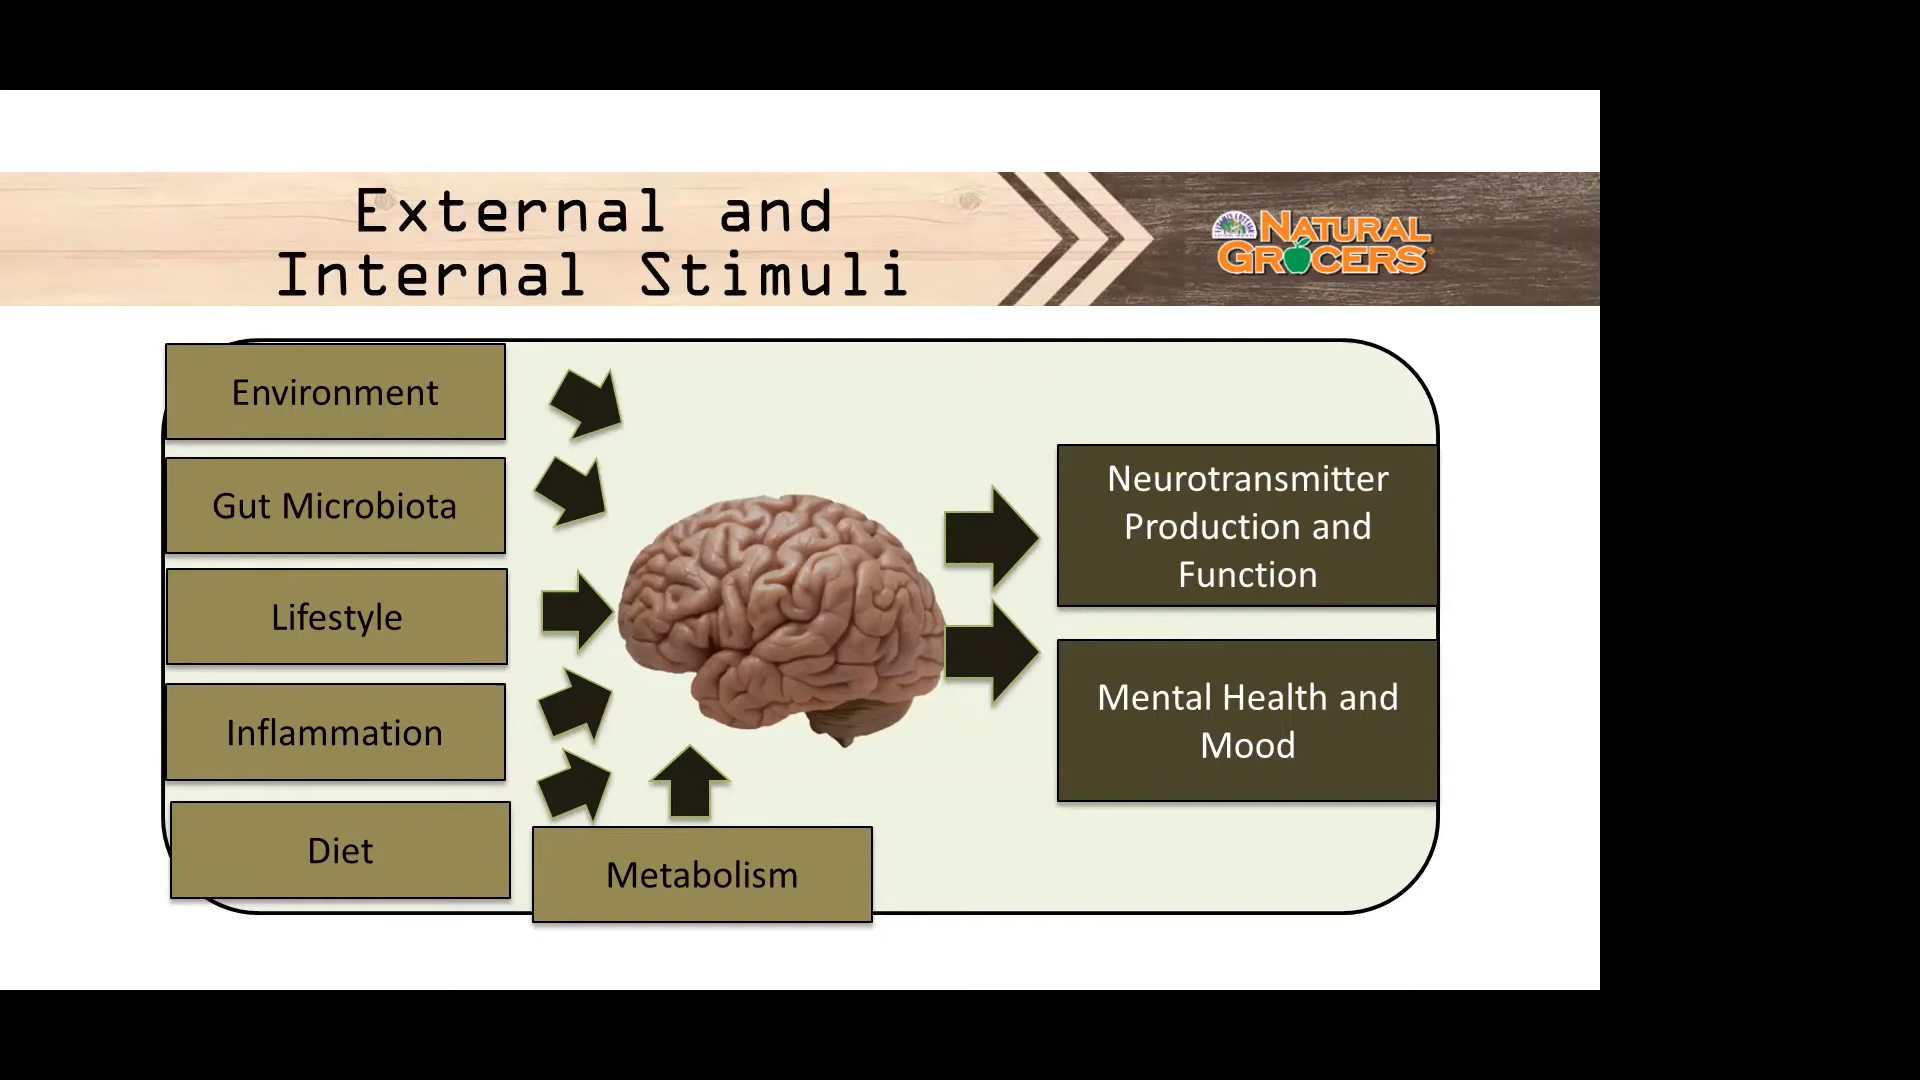 External and
Internal Stimuli
NATURAL
GROCERS
Environment
Gut Microbiota
Lifestyle
Inflammation
Diet
Metabolism
Neurotransmitter
Production and
Function
Mental Health and
Mood